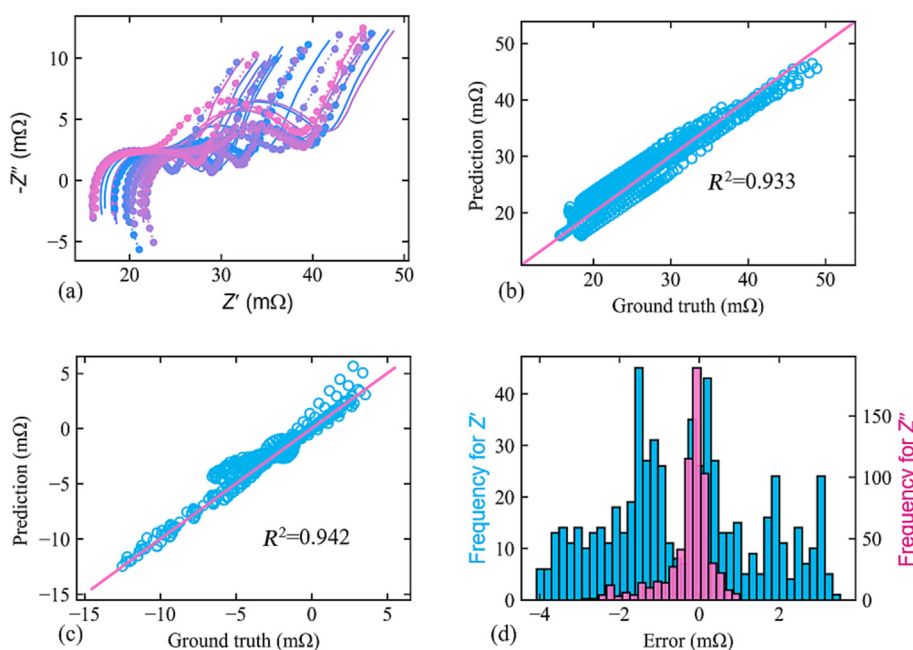 10
5
0
−5
-Z″ (mΩ)
20
30
40
50
Z′ (mΩ)
(a)
50
40
30
20
Prediction (mΩ)
R²=0.933
20
30
40
50
Ground truth (mΩ)
(b)
5
0
−5
−10
−15
Prediction (mΩ)
R²=0.942
−15
−10
−5
0
5
Ground truth (mΩ)
(c)
40
30
20
10
0
Frequency for Z′
150
100
50
0
Frequency for Z″
−4
−2
0
2
Error (mΩ)
(d)